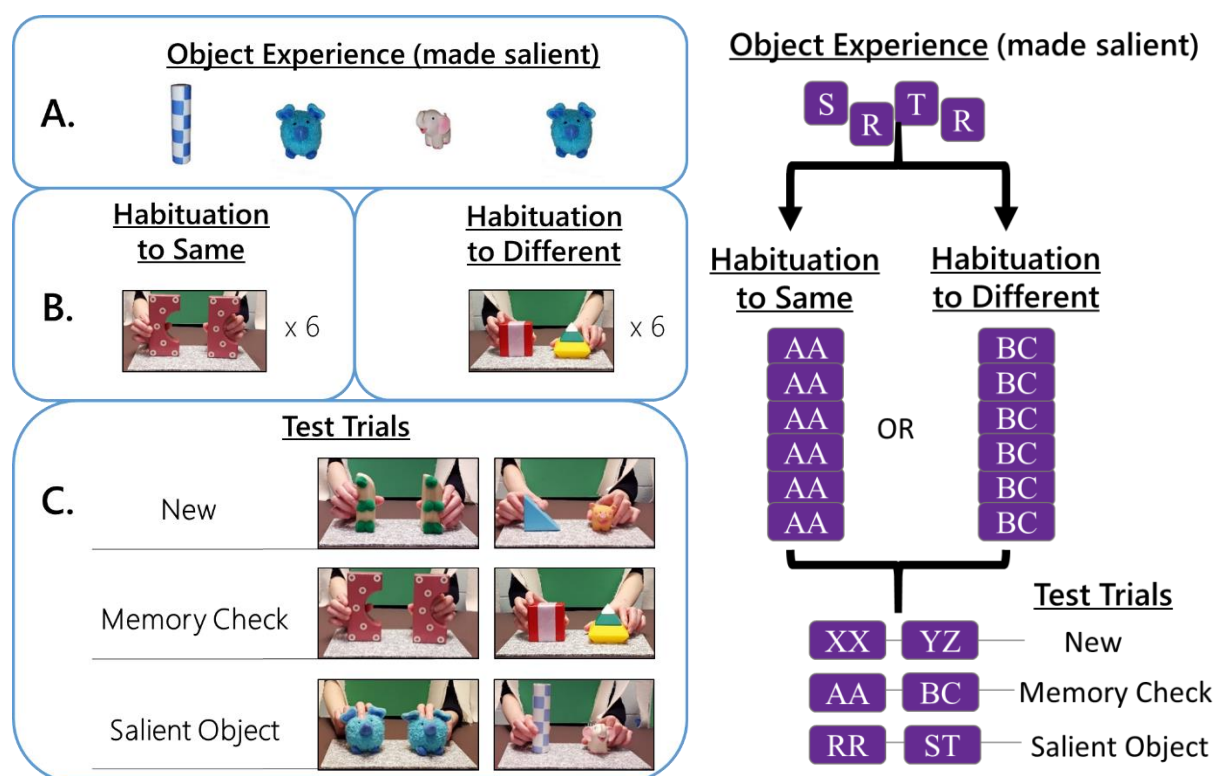 Object Experience (made salient)
A.
Habituation
to Same
Habituation
to Different
B.
x 6
x 6
Test Trials
C.
New
Memory Check
Salient Object
Object Experience (made salient)
S
R
T
R
Habituation
to Same
Habituation
to Different
AA
BC
AA
BC
AA
BC
OR
AA
BC
AA
BC
AA
BC
Test Trials
XX YZ New
AA BC Memory Check
RR ST Salient Object